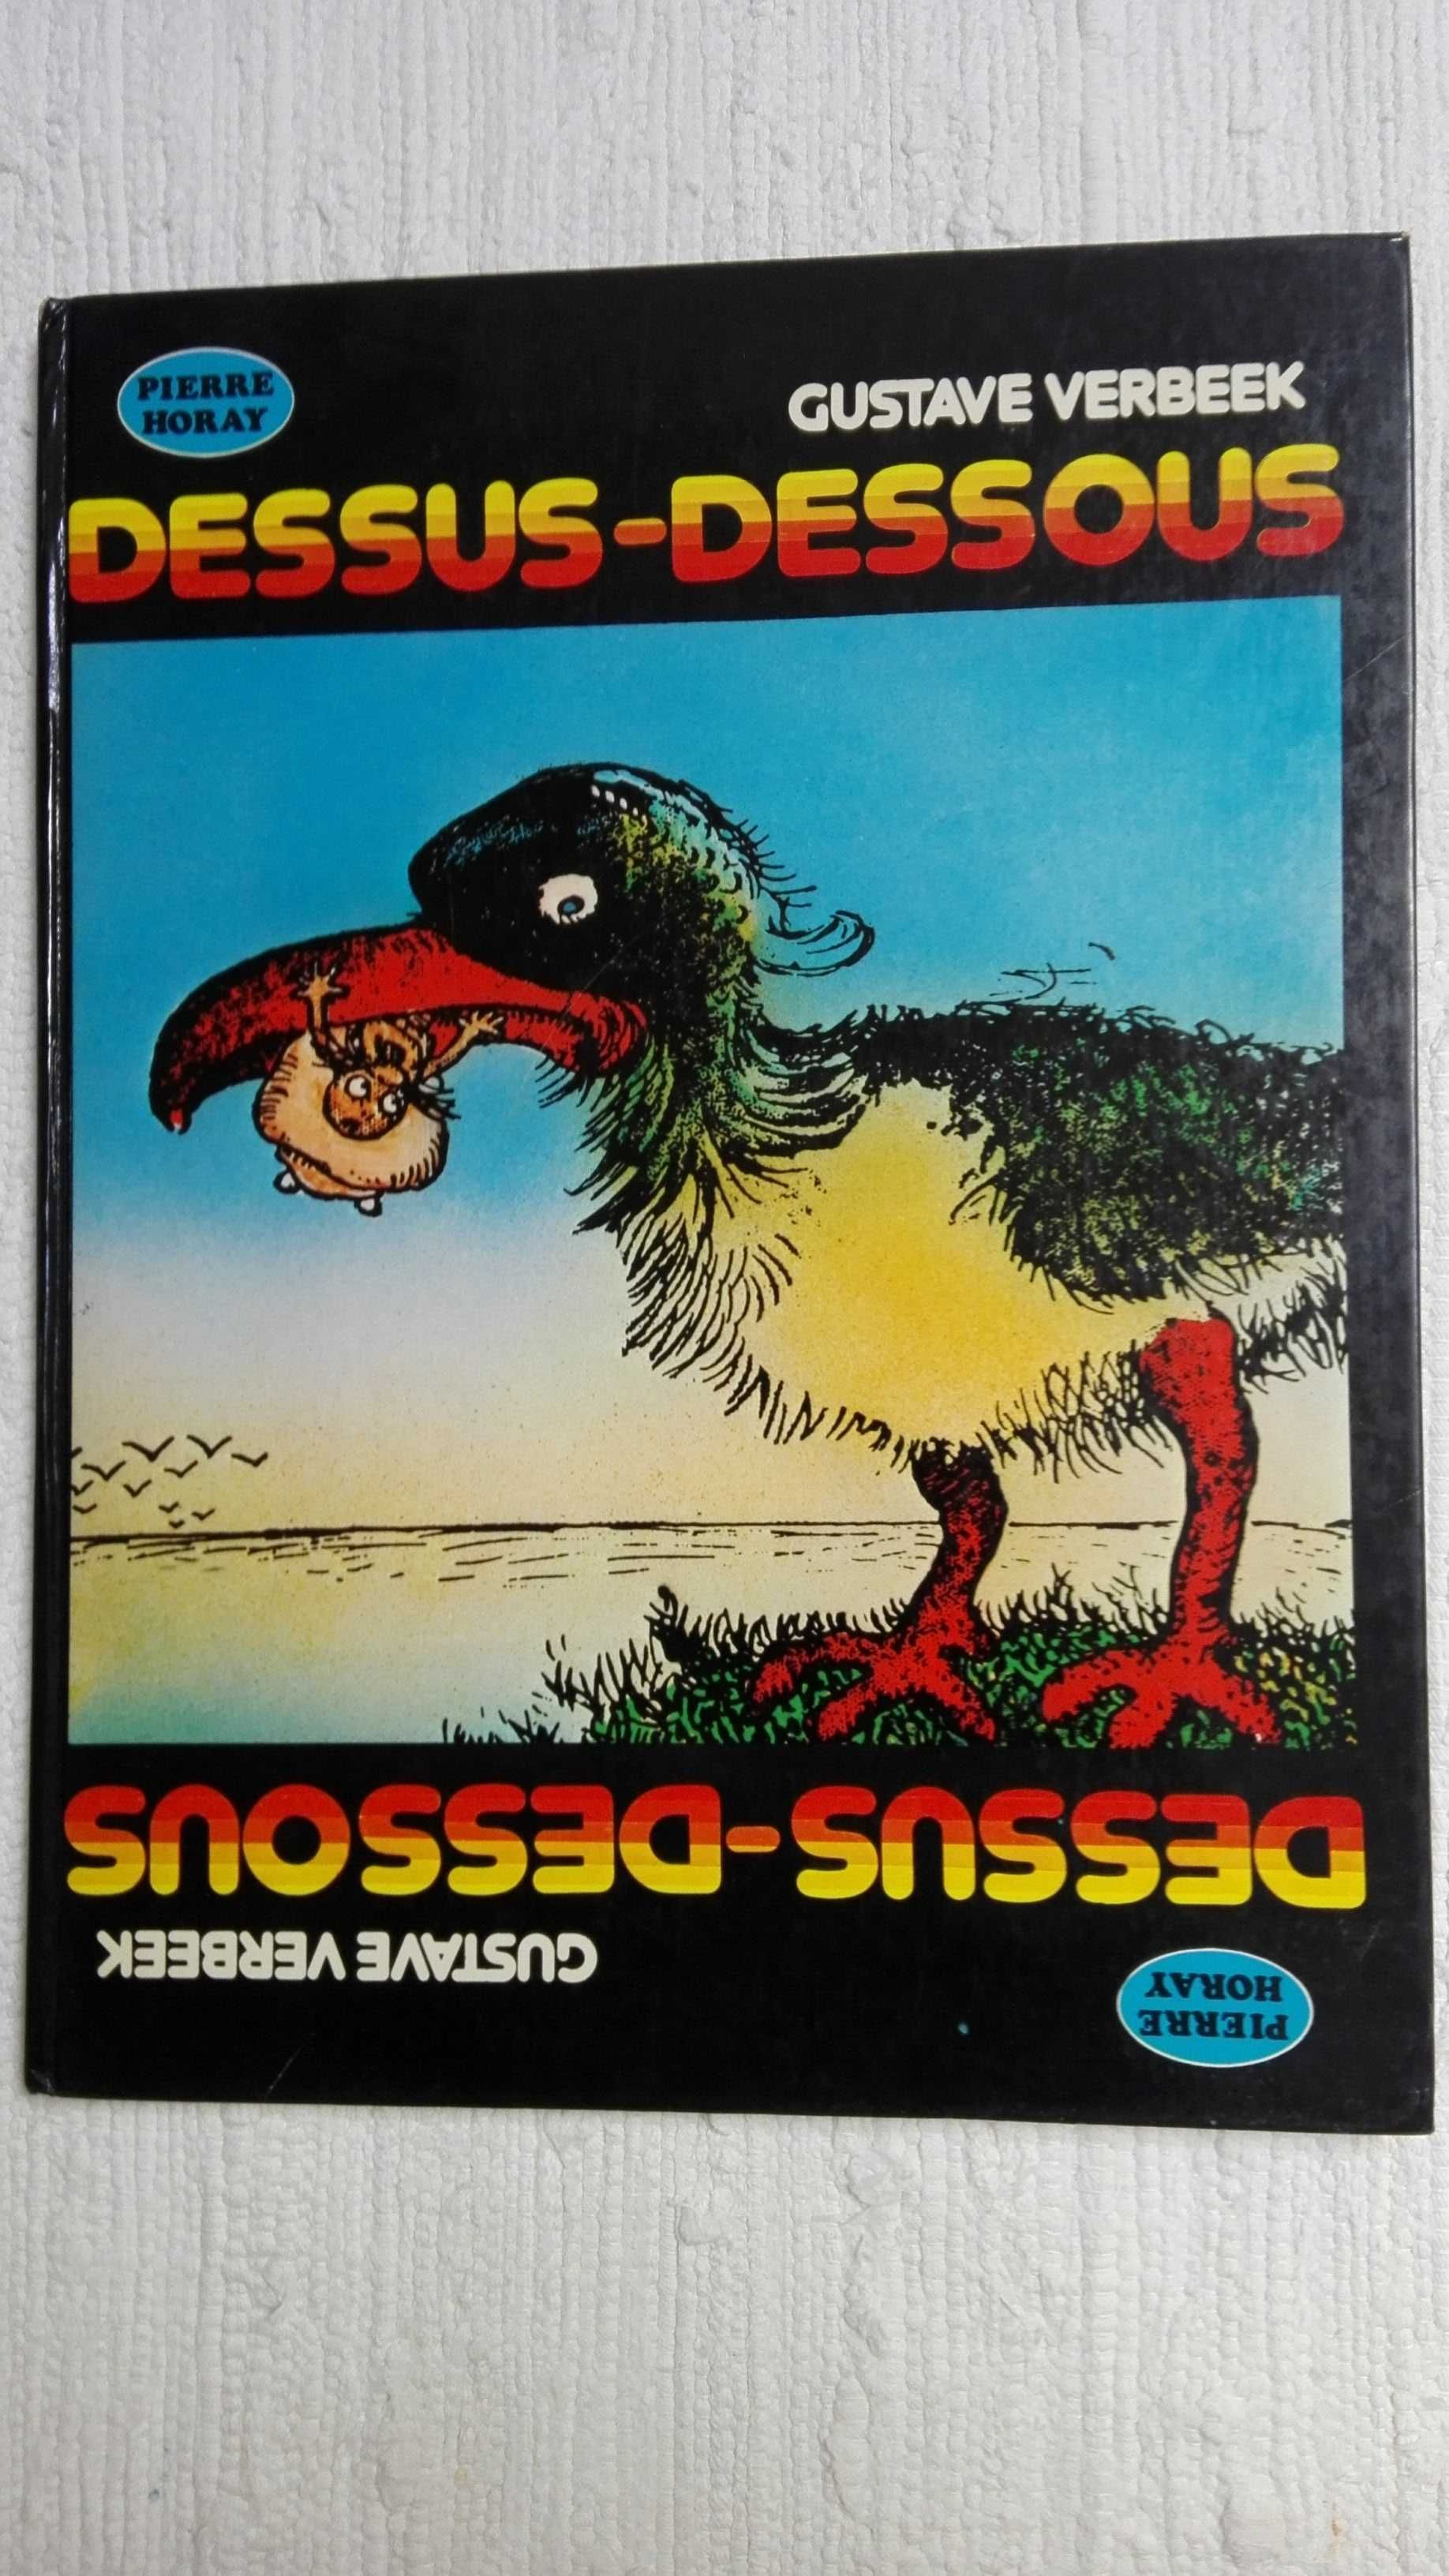 PIERRE
HORAY
GUSTAVE VERBEEK
DESSUS-DESSOUS
DESSUS-DESSOUS
GUSTAVE VERBEEK
PIERRE
HORAY